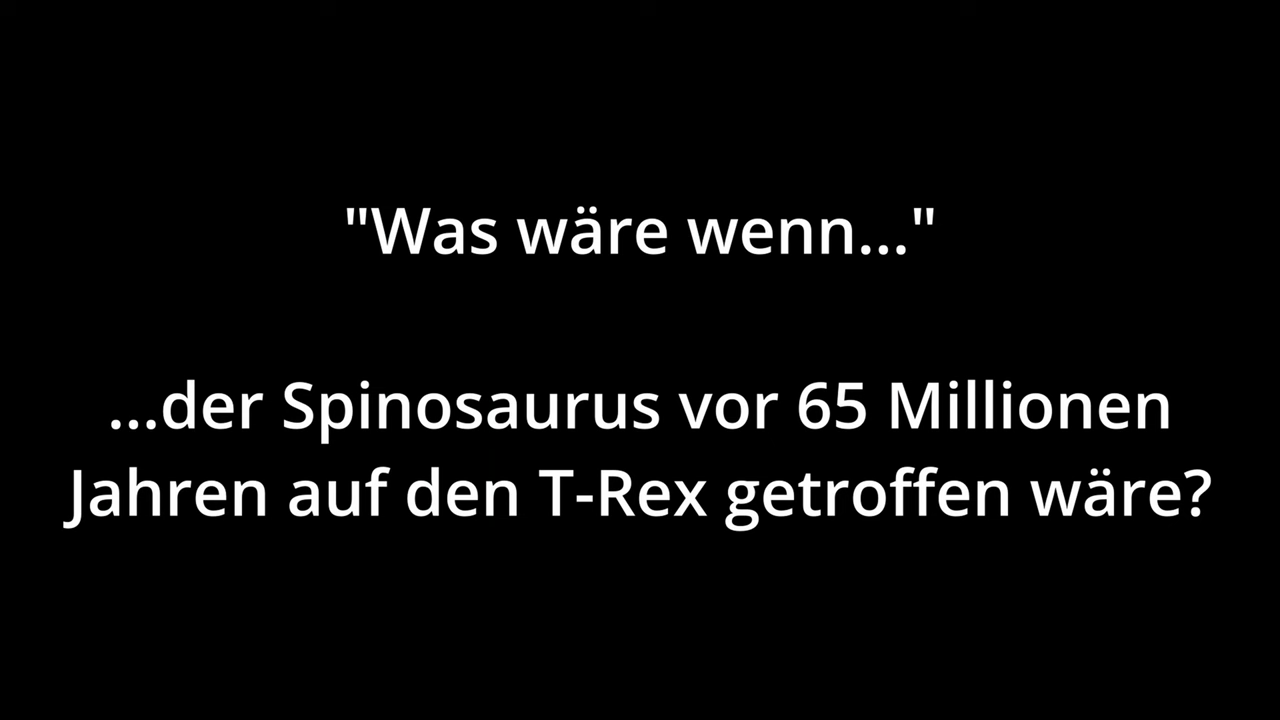 "Was wäre wenn..."
...der Spinosaurus vor 65 Millionen
Jahren auf den T-Rex getroffen wäre?